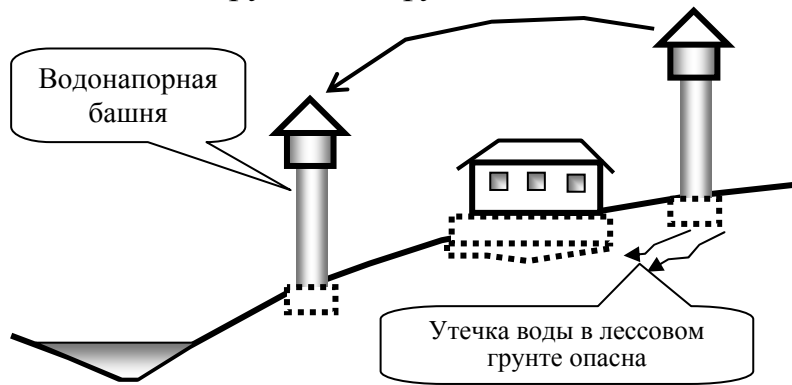 Водонапорная
башня
Утечка воды в лессовом
грунте опасна